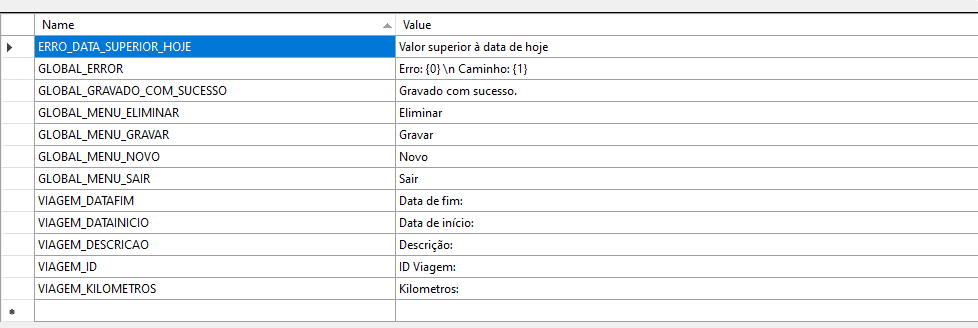 Name Value
ERRO_DATA_SUPERIOR_HOJE Valor superior à data de hoje
GLOBAL_ERROR Erro: {0} \n Caminho: {1}
GLOBAL_GRAVADO_COM_SUCESSO Gravado com sucesso.
GLOBAL_MENU_ELIMINAR Eliminar
GLOBAL_MENU_GRAVAR Gravar
GLOBAL_MENU_NOVO Novo
GLOBAL_MENU_SAIR Sair
VIAGEM_DATAFIM Data de fim:
VIAGEM_DATAINICIO Data de início:
VIAGEM_DESCRICAO Descrição:
VIAGEM_ID ID Viagem:
VIAGEM_KILOMETROS Kilometros: